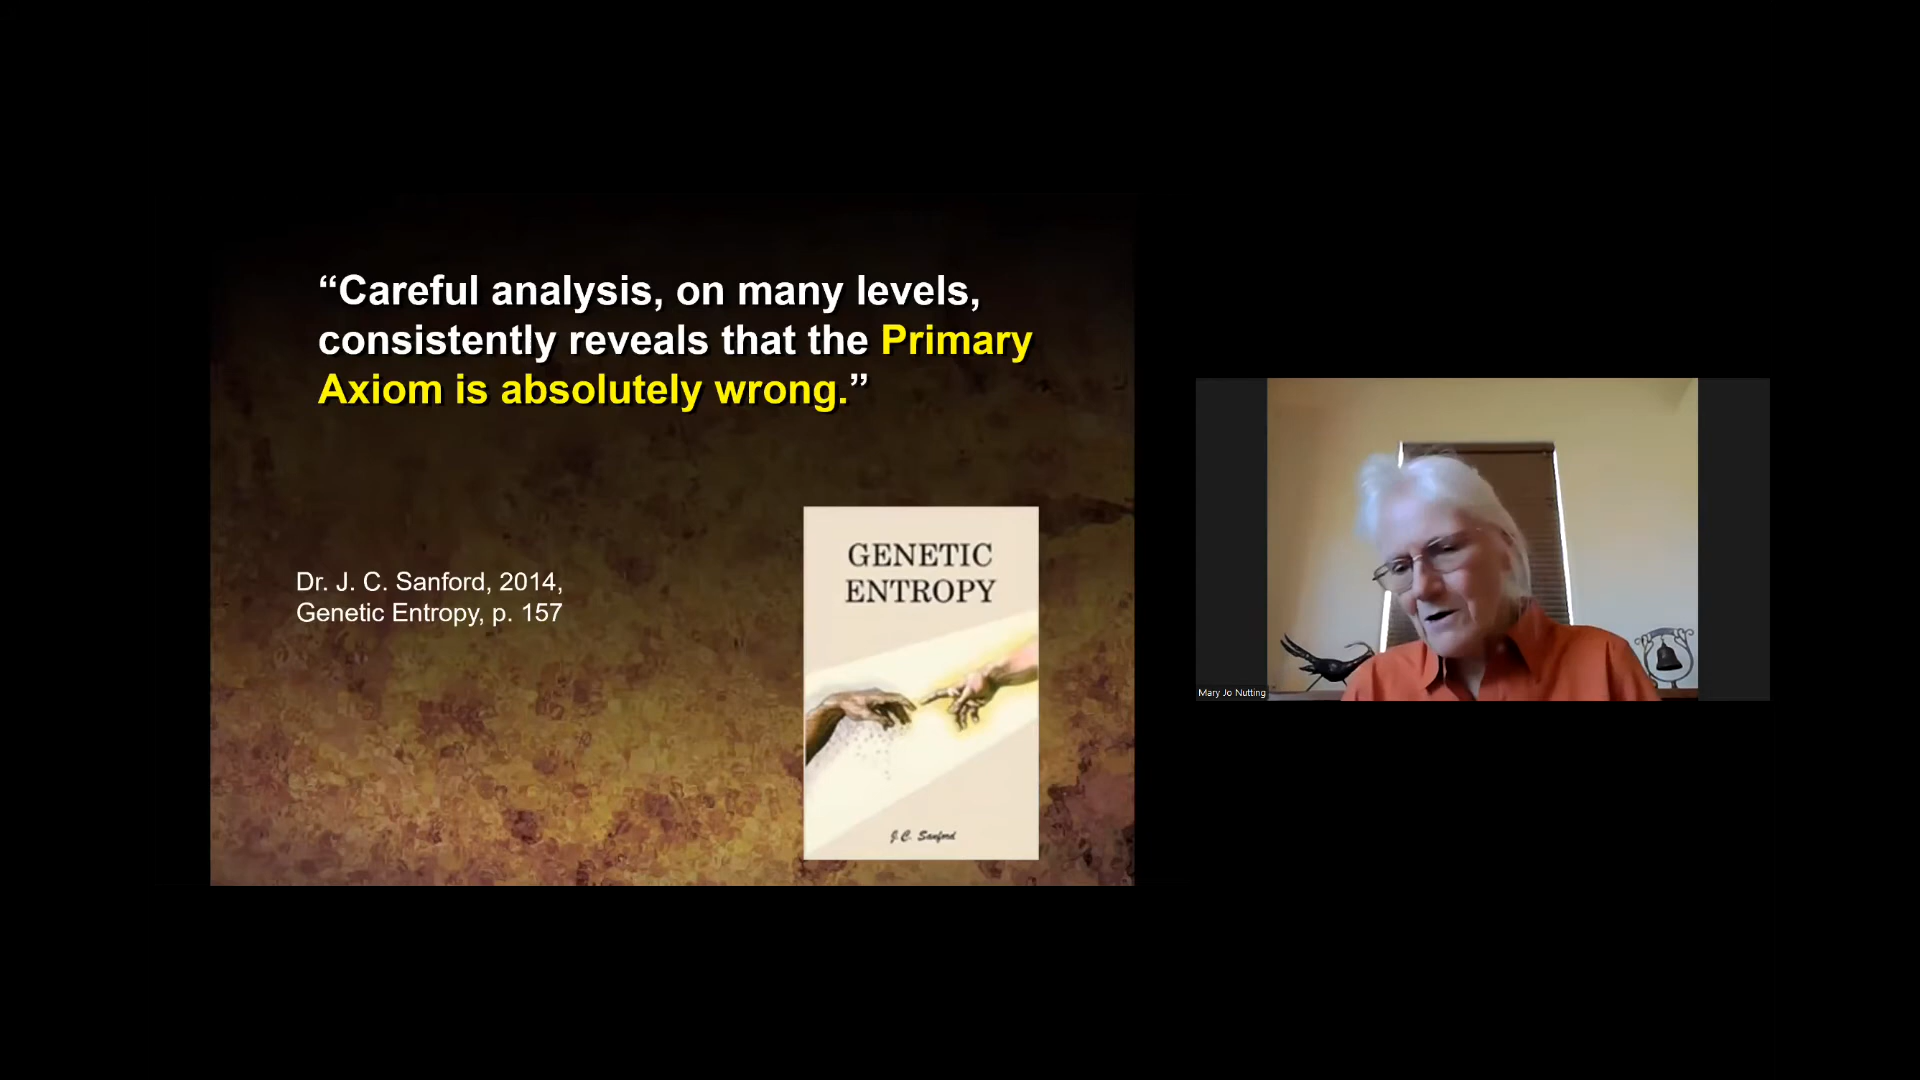 “Careful analysis, on many levels,
consistently reveals that the Primary
Axiom is absolutely wrong.”
Dr. J. C. Sanford, 2014,
Genetic Entropy, p. 157
GENETIC
ENTROPY
J.C. Sanford
Mary Jo Nutting